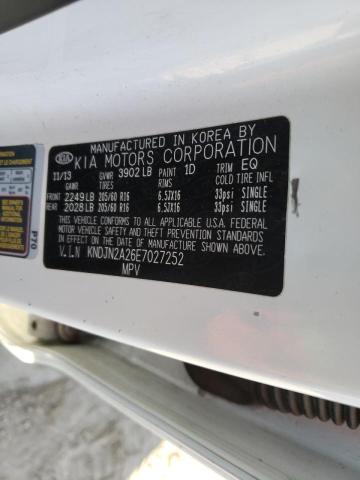 MANUFACTURED IN KOREA BY
KIA KIA MOTORS CORPORATION
11/13 GVWR 3902 LB PAINT 1D TRIM EQ
TIRES RIMS COLD TIRE INFL
FRONT 2249 LB 205/60 R16 6.5JX16 33psi SINGLE
REAR 2028 LB 205/60 R16 6.5JX16 33psi SINGLE
THIS VEHICLE CONFORMS TO ALL APPLICABLE U.S.A. FEDERAL
MOTOR VEHICLE SAFETY AND THEFT PREVENTION
STANDARDS IN EFFECT ON THE DATE OF MANUFACTURE SHOWN ABOVE.
V.I.N KNDJN2A26E7027252
MPV
P70